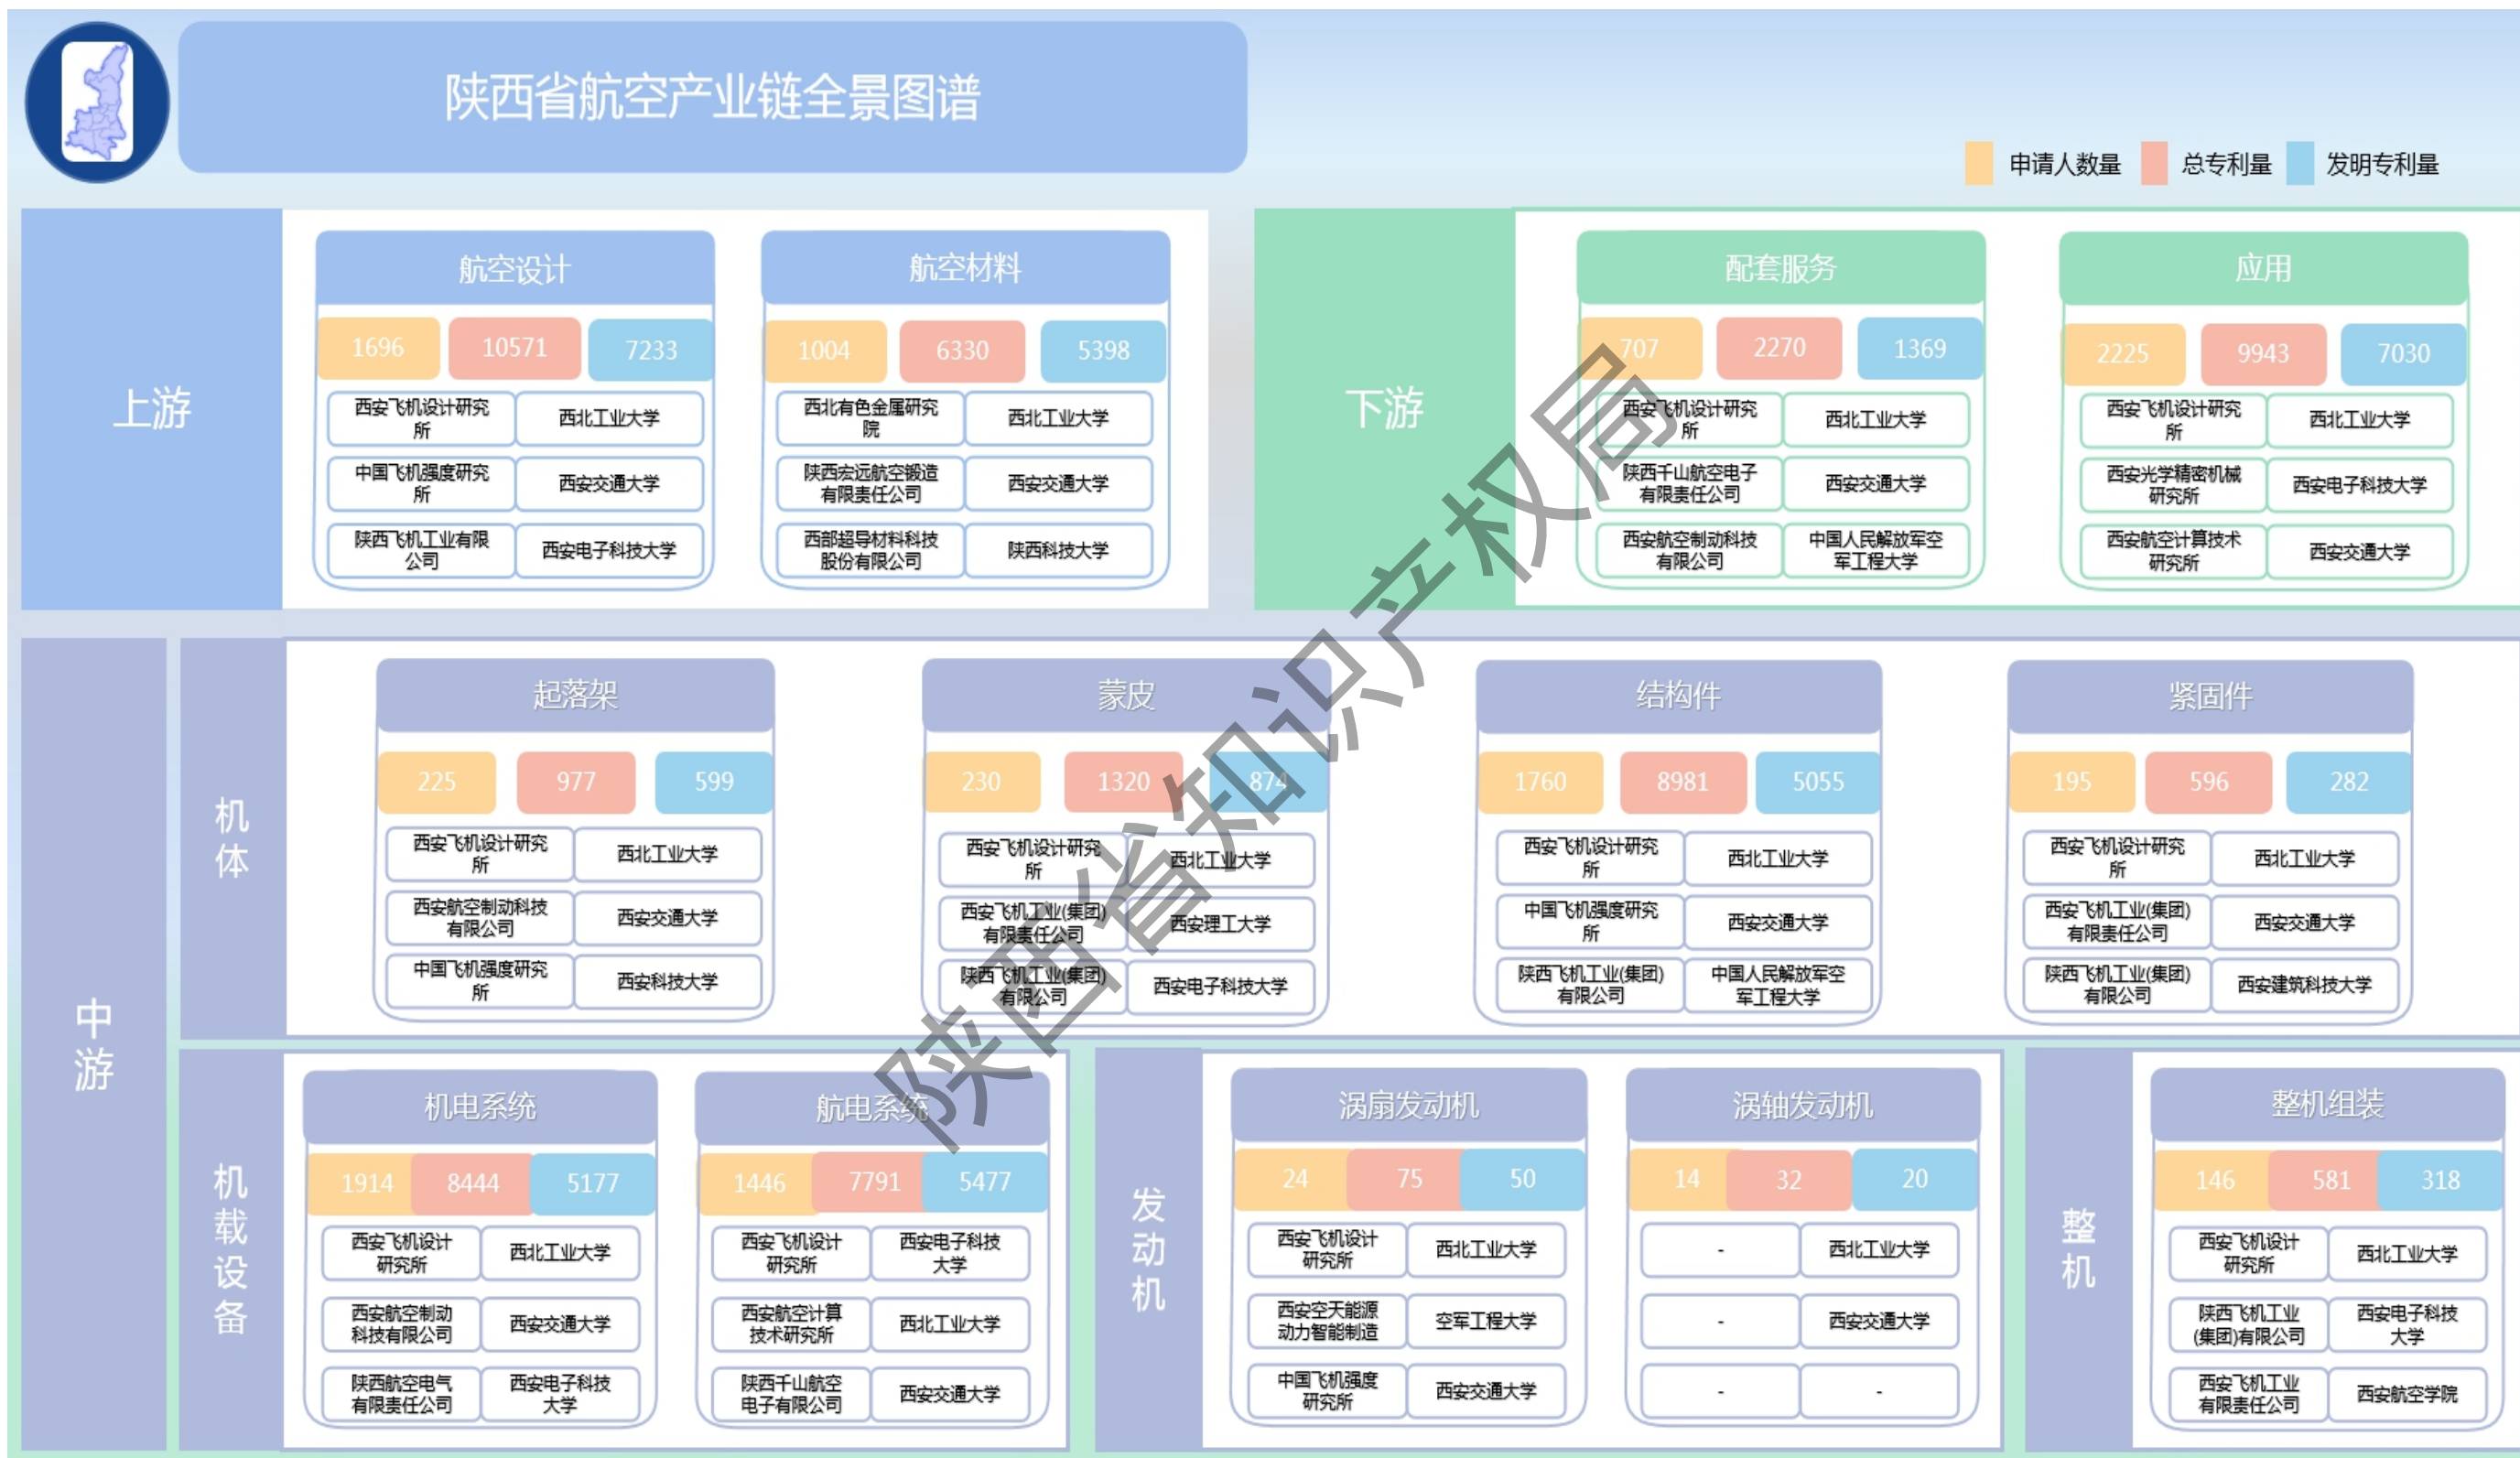 陕西省航空产业链全景图谱
申请人数量
总专利量
发明专利量
上游
航空设计
1696
10571
7233
西安飞机设计研究
所
西北工业大学
中国飞机强度研究
所
西安交通大学
陕西飞机工业有限
公司
西安电子科技大学
航空材料
1004
6330
5398
西北有色金属研究
院
西北工业大学
陕西宏远航空锻造
有限责任公司
西安交通大学
西部超导材料科技
股份有限公司
陕西科技大学
下游
配套服务
707
2270
1369
西安飞机设计研究
所
西北工业大学
陕西千山航空电子
有限责任公司
西安交通大学
西安航空制动科技
有限公司
中国人民解放军空
军工程大学
应用
2225
9943
7030
西安飞机设计研究
所
西北工业大学
西安光学精密机械
研究所
西安电子科技大学
西安航空计算技术
研究所
西安交通大学
中游
机体
起落架
225
977
599
西安飞机设计研究
所
西北工业大学
西安航空制动科技
有限公司
西安交通大学
中国飞机强度研究
所
西安科技大学
蒙皮
230
1320
874
西安飞机设计研究
所
西北工业大学
西安飞机工业(集团)
有限责任公司
西安理工大学
陕西飞机工业(集团)
有限公司
西安电子科技大学
结构件
1760
8981
5055
西安飞机设计研究
所
西北工业大学
中国飞机强度研究
所
西安交通大学
陕西飞机工业(集团)
有限公司
中国人民解放军空
军工程大学
紧固件
195
596
282
西安飞机设计研究
所
西北工业大学
西安飞机工业(集团)
有限责任公司
西安交通大学
陕西飞机工业(集团)
有限公司
西安建筑科技大学
机载设备
机电系统
1914
8444
5177
西安飞机设计
研究所
西北工业大学
西安航空制动
科技有限公司
西安交通大学
陕西航空电气
有限责任公司
西安电子科技
大学
航电系统
1446
7791
5477
西安飞机设计
研究所
西安电子科技
大学
西安航空计算
技术研究所
西北工业大学
陕西千山航空
电子有限公司
西安交通大学
发动机
涡扇发动机
24
75
50
西安飞机设计
研究所
西北工业大学
西安空天能源
动力智能制造
空军工程大学
中国飞机强度
研究所
西安交通大学
涡轴发动机
14
32
20
-
西北工业大学
-
西安交通大学
-
-
整机
整机组装
146
581
318
西安飞机设计
研究所
西北工业大学
陕西飞机工业
(集团)有限公司
西安电子科技
大学
西安飞机工业
有限责任公司
西安航空学院
陕西省知识产权局